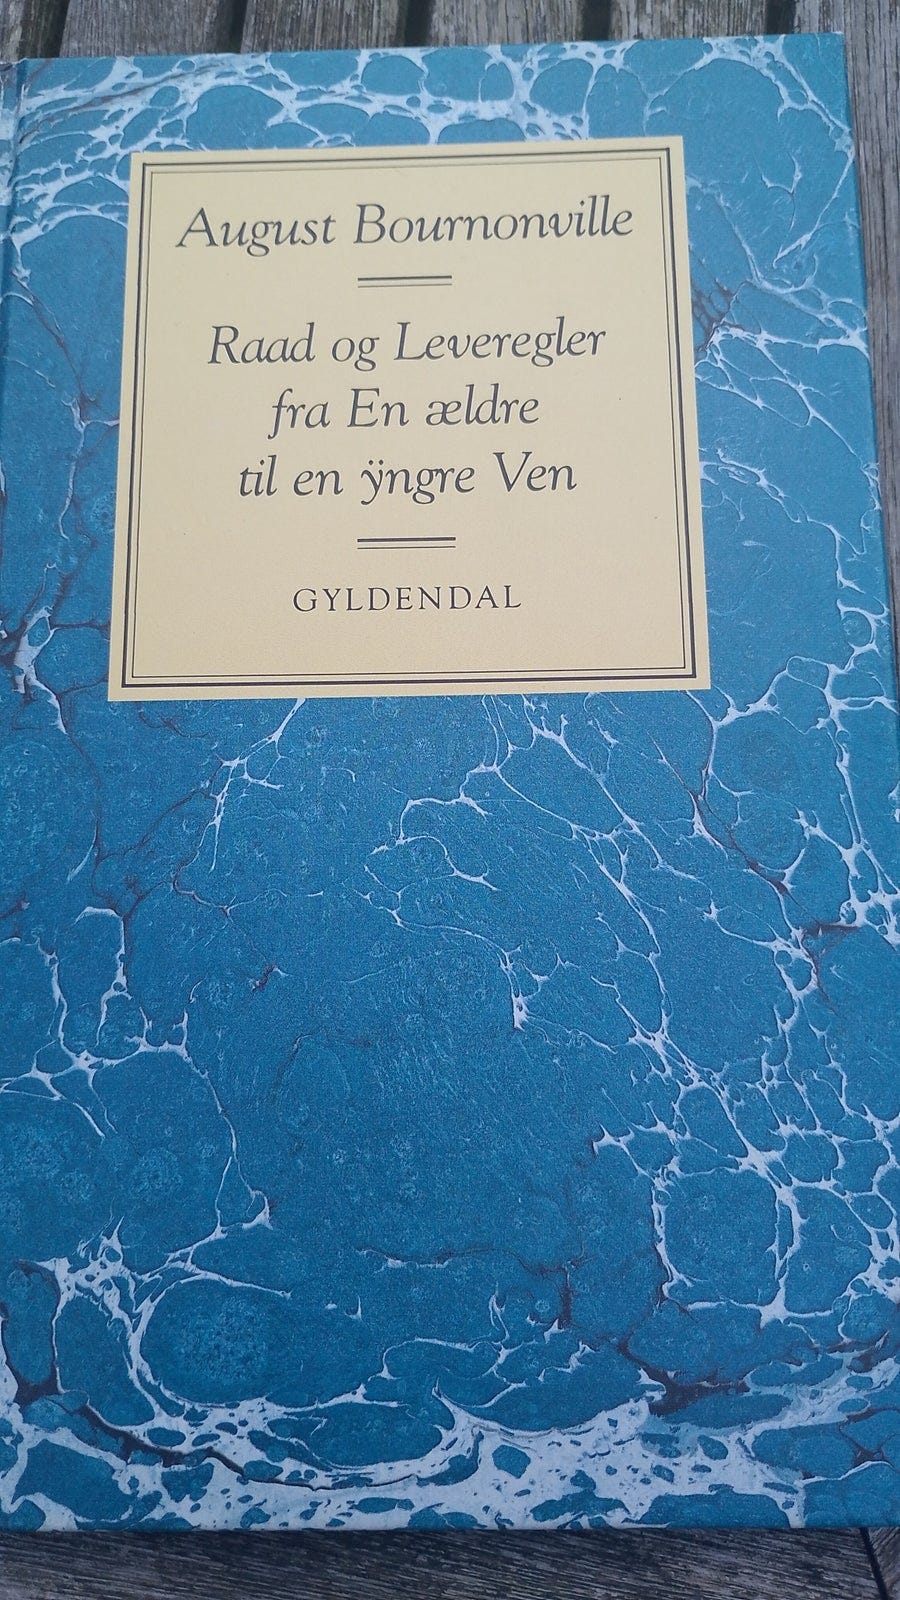 August Bournonville
Raad og Leveregler
fra En ældre
til en ÿngre Ven
GYLDENDAL